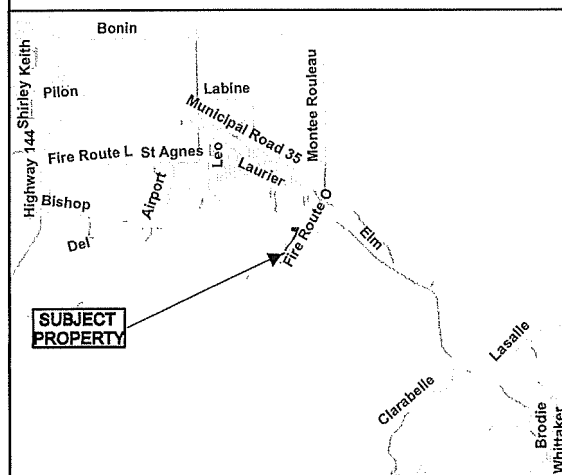 Bonin
Shirley Keith
Pilon
Labine
Montee Rouleau
Municipal Road 35
Highway 144
Fire Route L
St Agnes
Leo
Laurier
Bishop
Airport
Del
Fire Route O
Elm
SUBJECT
PROPERTY
Lasalle
Clarabelle
Brodie
Whittaker